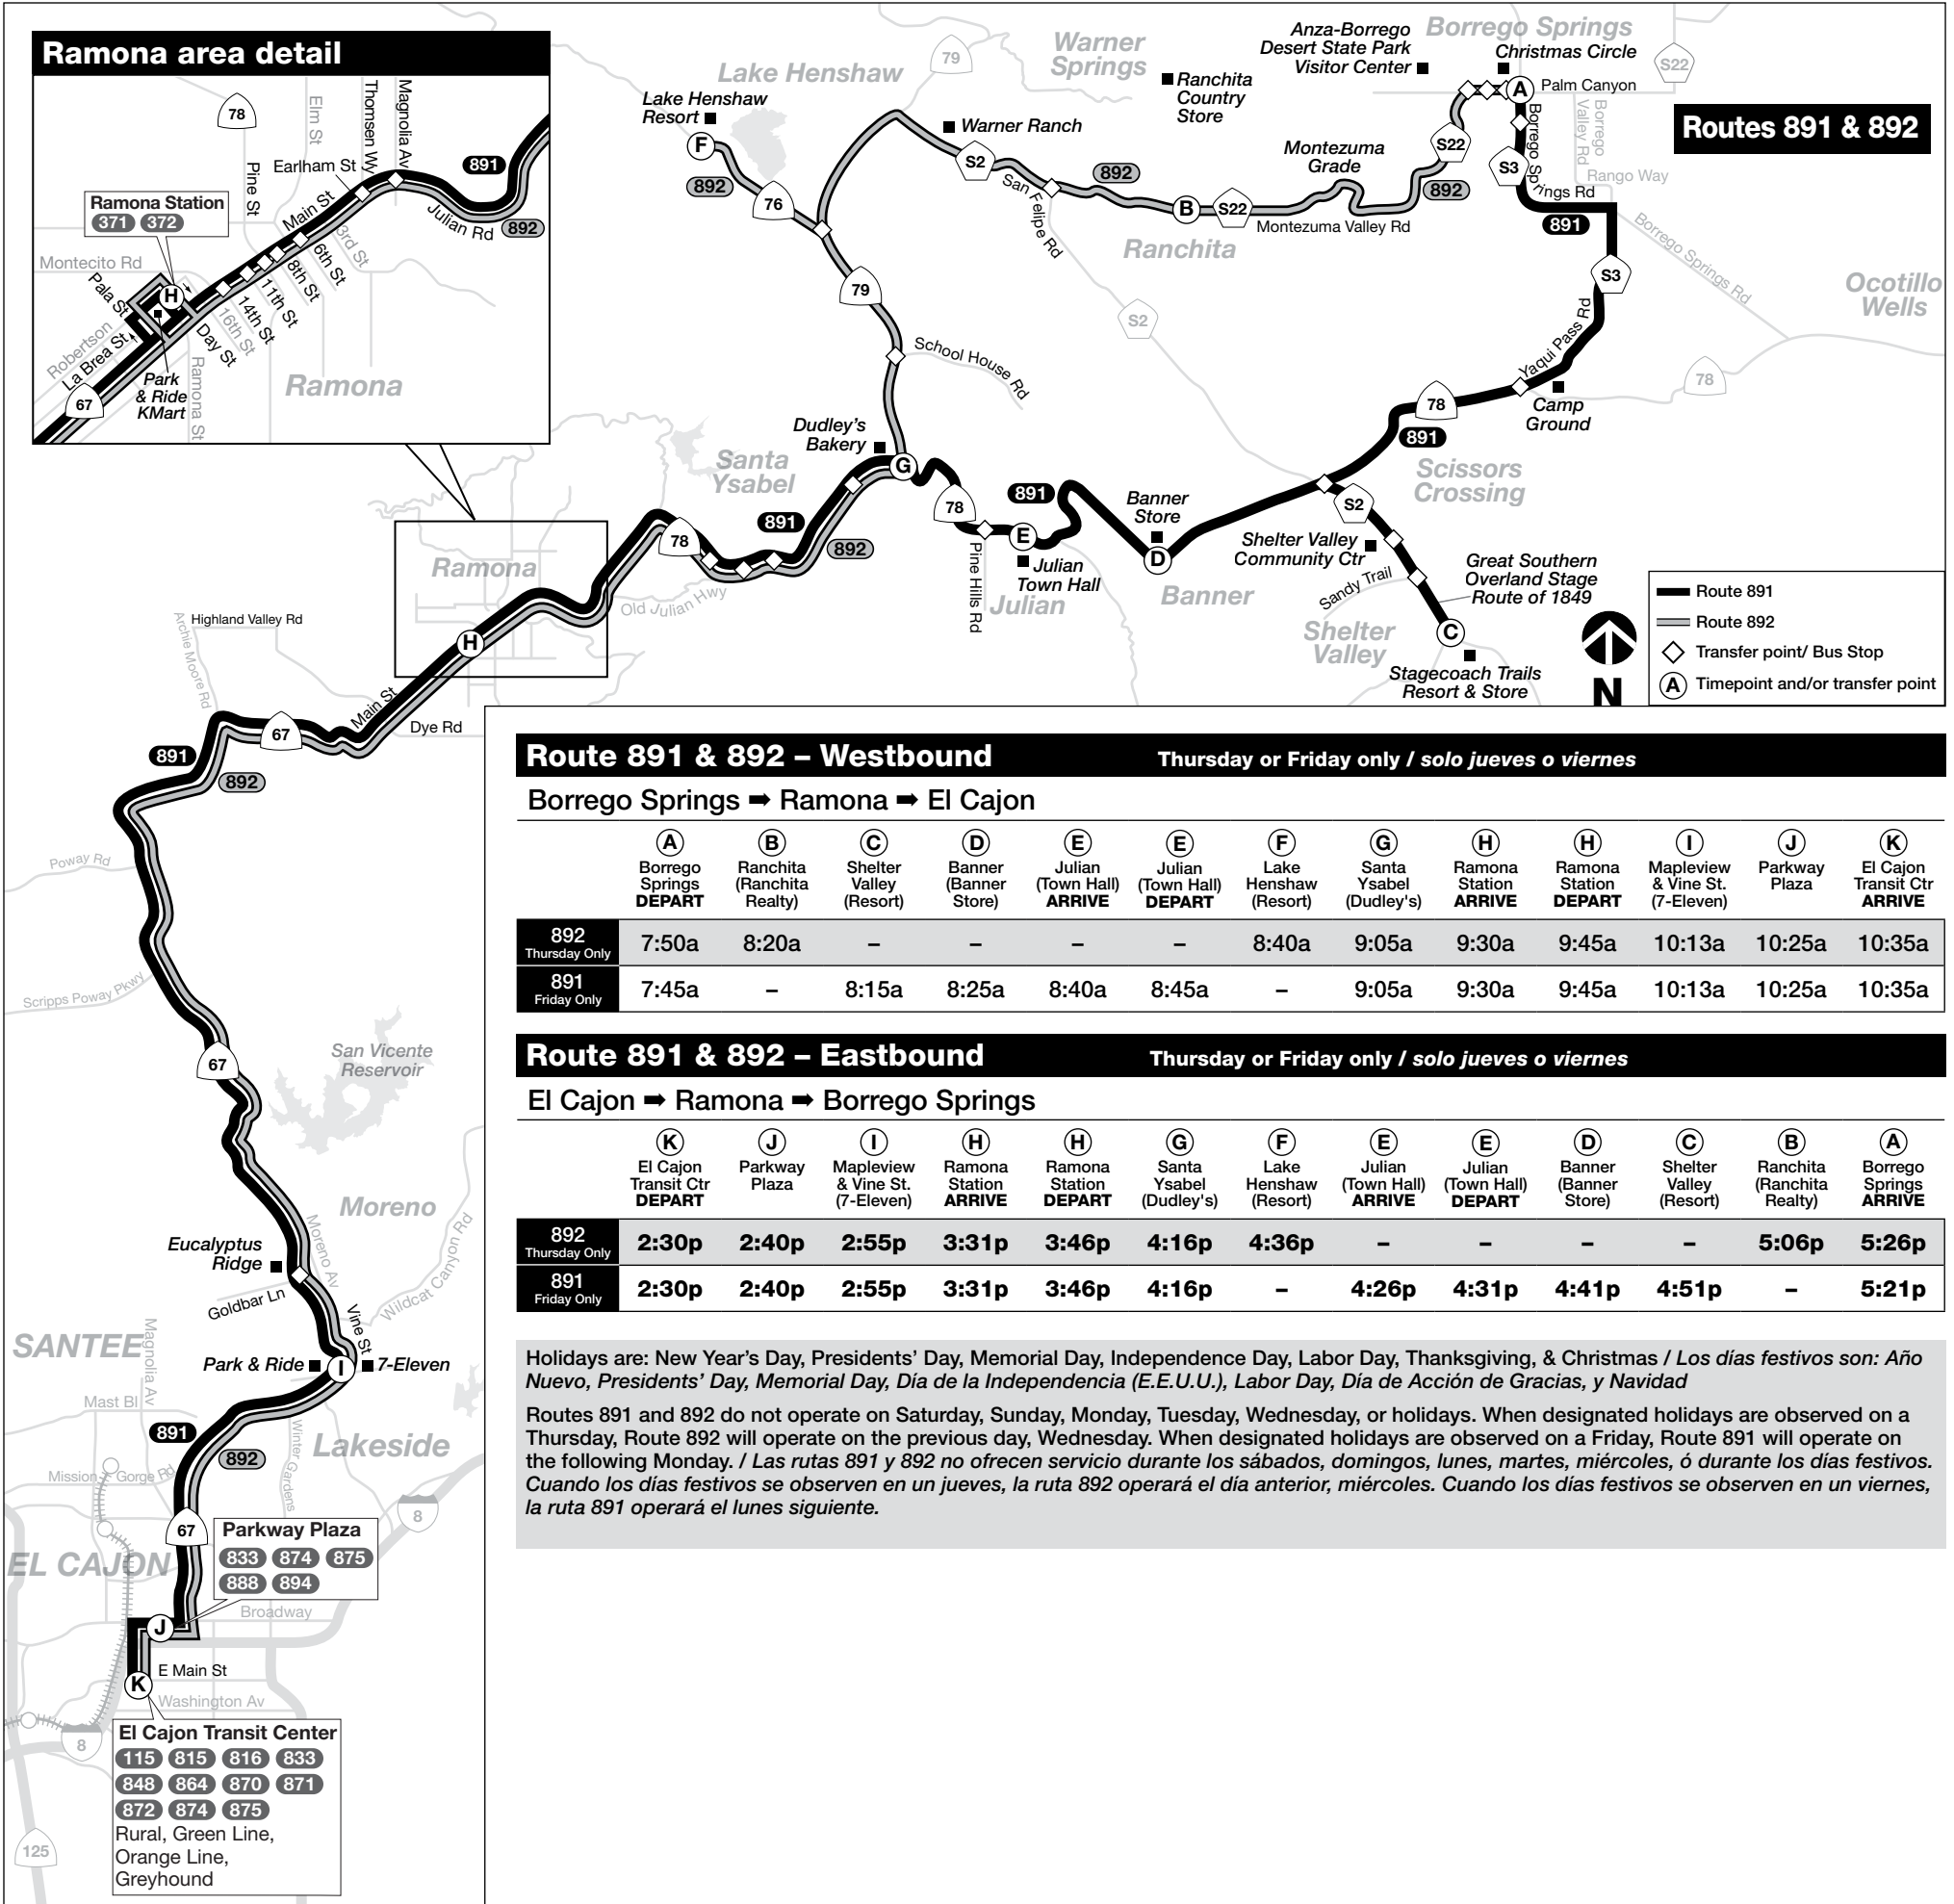 Ramona area detail
78
Elm St
Thomsen Wy
Magnolia Av
Pine St
Earlham St
891
Ramona Station
371 372
Main St
Julian Rd
892
3rd St
6th St
8th St
11th St
14th St
16th St
Montecito Rd
Pala St
H
Day St
Robertson
La Brea St
Ramona St
Park
& Ride
KMart
67
Ramona
Routes 891 & 892
Lake Henshaw
Lake Henshaw
Resort
F
892
76
79
79
Warner
Springs
Warner Ranch
Ranchita
Country
Store
Anza-Borrego
Desert State Park
Visitor Center
Borrego Springs
Christmas Circle
S22
A
Palm Canyon
Borrego
Valley Rd
Borrego Springs Rd
Rango Way
S2
San Felipe Rd
892
B
S22
Ranchita
Montezuma
Grade
Montezuma Valley Rd
892
S22
S3
891
S3
Borrego Springs Rd
Ocotillo
Wells
Yaqui Pass Rd
78
78
Camp
Ground
891
Scissors
Crossing
S2
School House Rd
Dudley's
Bakery
G
Santa
Ysabel
78
891
892
78
891
Pine Hills Rd
E
Julian
Town Hall
Julian
Banner
Store
D
Banner
S2
Shelter Valley
Community Ctr
Sandy Trail
Great Southern
Overland Stage
Route of 1849
Shelter
Valley
C
Stagecoach Trails
Resort & Store
N
Route 891
Route 892
Transfer point/ Bus Stop
A Timepoint and/or transfer point
Ramona
Old Julian Hwy
H
Highland Valley Rd
Archie Moore Rd
Main St
Dye Rd
67
891
892
Poway Rd
Scripps Poway Pkwy
67
San Vicente
Reservoir
Moreno
Moreno Av
Wildcat Canyon Rd
Eucalyptus
Ridge
Goldbar Ln
Vine St
SANTEE
Magnolia Av
Park & Ride
I
7-Eleven
Mast Bl
891
892
Winter Gardens
Lakeside
Mission Gorge Rd
8
67
EL CAJON
Parkway Plaza
833 874 875
888 894
Broadway
J
E Main St
K
Washington Av
8
El Cajon Transit Center
115 815 816 833
848 864 870 871
872 874 875
Rural, Green Line,
Orange Line,
Greyhound
125
Route 891 & 892 – Westbound Thursday or Friday only / solo jueves o viernes
Borrego Springs ➡ Ramona ➡ El Cajon
A B C D E E F G H H I J K
Borrego Ranchita Shelter Banner Julian Julian Lake Santa Ramona Ramona Mapleview Parkway El Cajon
Springs (Ranchita Valley (Banner (Town Hall) (Town Hall) Henshaw Ysabel Station Station & Vine St. Plaza Transit Ctr
DEPART Realty) (Resort) Store) ARRIVE DEPART (Resort) (Dudley's) ARRIVE DEPART (7-Eleven) ARRIVE
892 Thursday Only 7:50a 8:20a – – – – 8:40a 9:05a 9:30a 9:45a 10:13a 10:25a 10:35a
891 Friday Only 7:45a – 8:15a 8:25a 8:40a 8:45a – 9:05a 9:30a 9:45a 10:13a 10:25a 10:35a
Route 891 & 892 – Eastbound Thursday or Friday only / solo jueves o viernes
El Cajon ➡ Ramona ➡ Borrego Springs
K J I H H G F E E D C B A
El Cajon Parkway Mapleview Ramona Ramona Santa Lake Julian Julian Banner Shelter Ranchita Borrego
Transit Ctr Plaza & Vine St. Station Station Ysabel Henshaw (Town Hall) (Town Hall) (Banner Valley (Ranchita Springs
DEPART (7-Eleven) ARRIVE DEPART (Dudley's) (Resort) ARRIVE DEPART Store) (Resort) Realty) ARRIVE
892 Thursday Only 2:30p 2:40p 2:55p 3:31p 3:46p 4:16p 4:36p – – – – 5:06p 5:26p
891 Friday Only 2:30p 2:40p 2:55p 3:31p 3:46p 4:16p – 4:26p 4:31p 4:41p 4:51p – 5:21p
Holidays are: New Year's Day, Presidents' Day, Memorial Day, Independence Day, Labor Day, Thanksgiving, & Christmas / Los días festivos son: Año
Nuevo, Presidents' Day, Memorial Day, Día de la Independencia (E.E.U.U.), Labor Day, Día de Acción de Gracias, y Navidad
Routes 891 and 892 do not operate on Saturday, Sunday, Monday, Tuesday, Wednesday, or holidays. When designated holidays are observed on a
Thursday, Route 892 will operate on the previous day, Wednesday. When designated holidays are observed on a Friday, Route 891 will operate on
the following Monday. / Las rutas 891 y 892 no ofrecen servicio durante los sábados, domingos, lunes, martes, miércoles, ó durante los días festivos.
Cuando los días festivos se observen en un jueves, la ruta 892 operará el día anterior, miércoles. Cuando los días festivos se observen en un viernes,
la ruta 891 operará el lunes siguiente.